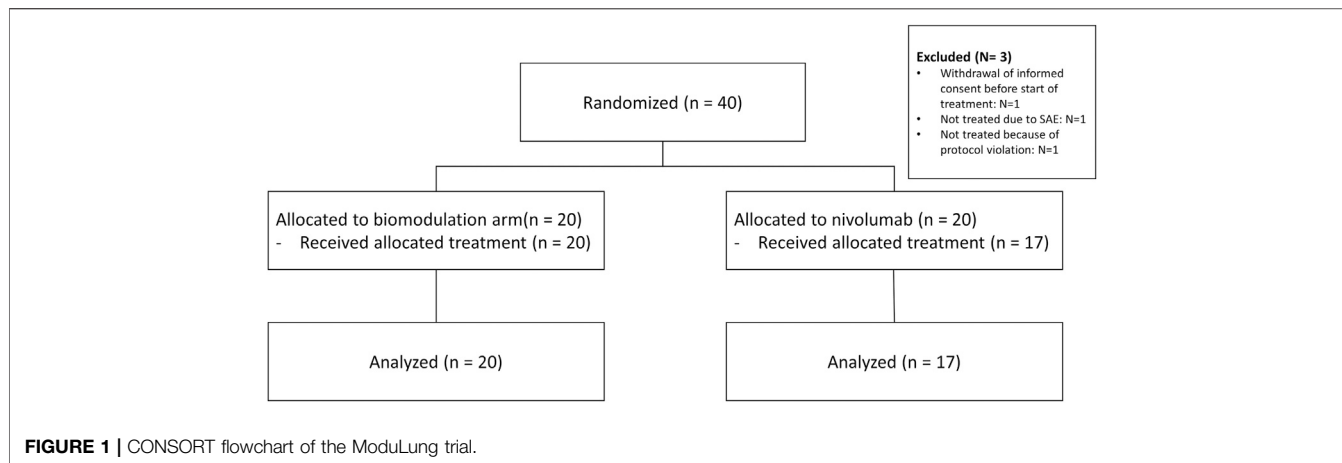 Excluded (N= 3)
• Withdrawal of informed
consent before start of
treatment: N=1
• Not treated due to SAE: N=1
• Not treated because of
protocol violation: N=1
Randomized (n = 40)
Allocated to biomodulation arm(n = 20)
- Received allocated treatment (n = 20)
Allocated to nivolumab (n = 20)
- Received allocated treatment (n = 17)
Analyzed (n = 20)
Analyzed (n = 17)
FIGURE 1 | CONSORT flowchart of the ModuLung trial.